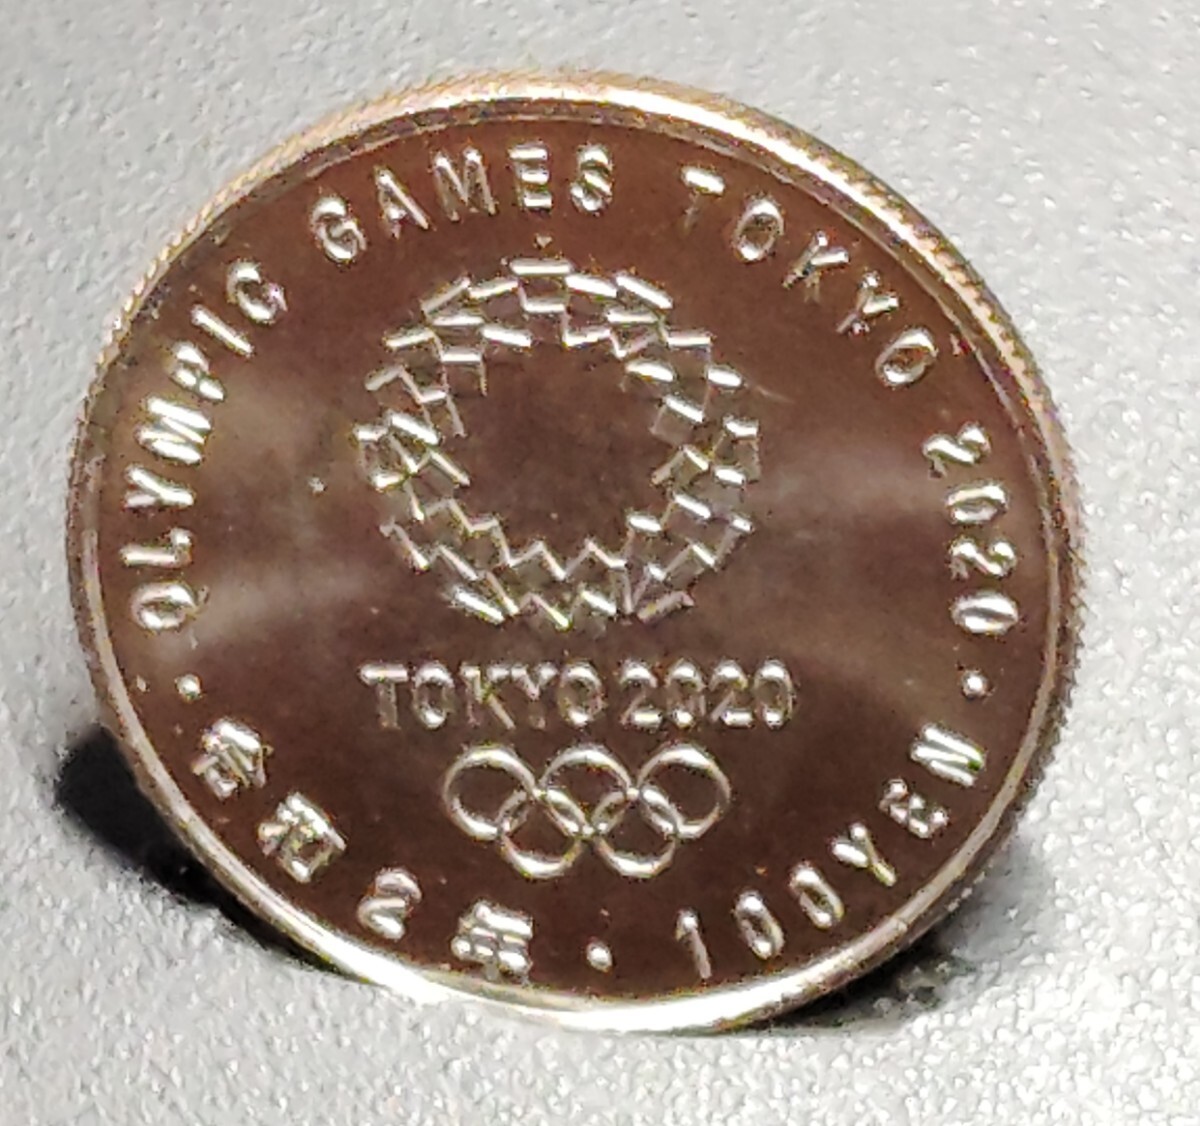 OLYMPIC GAMES TOKYO 2020
TOKYO 2020
令和2年・100YEN